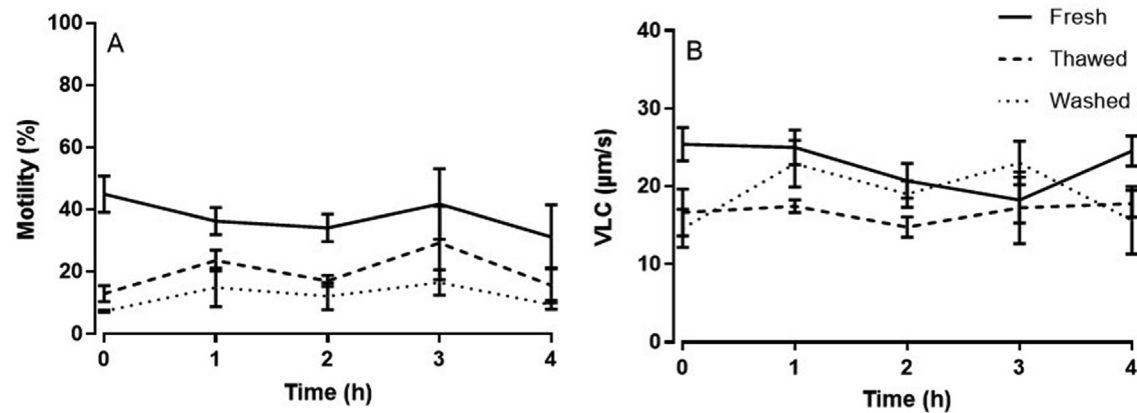 A
Motility (%)
100
80
60
40
20
0
0 1 2 3 4
Time (h)
B
VLC (µm/s)
40
30
20
10
0
0 1 2 3 4
Time (h)
Fresh
Thawed
Washed